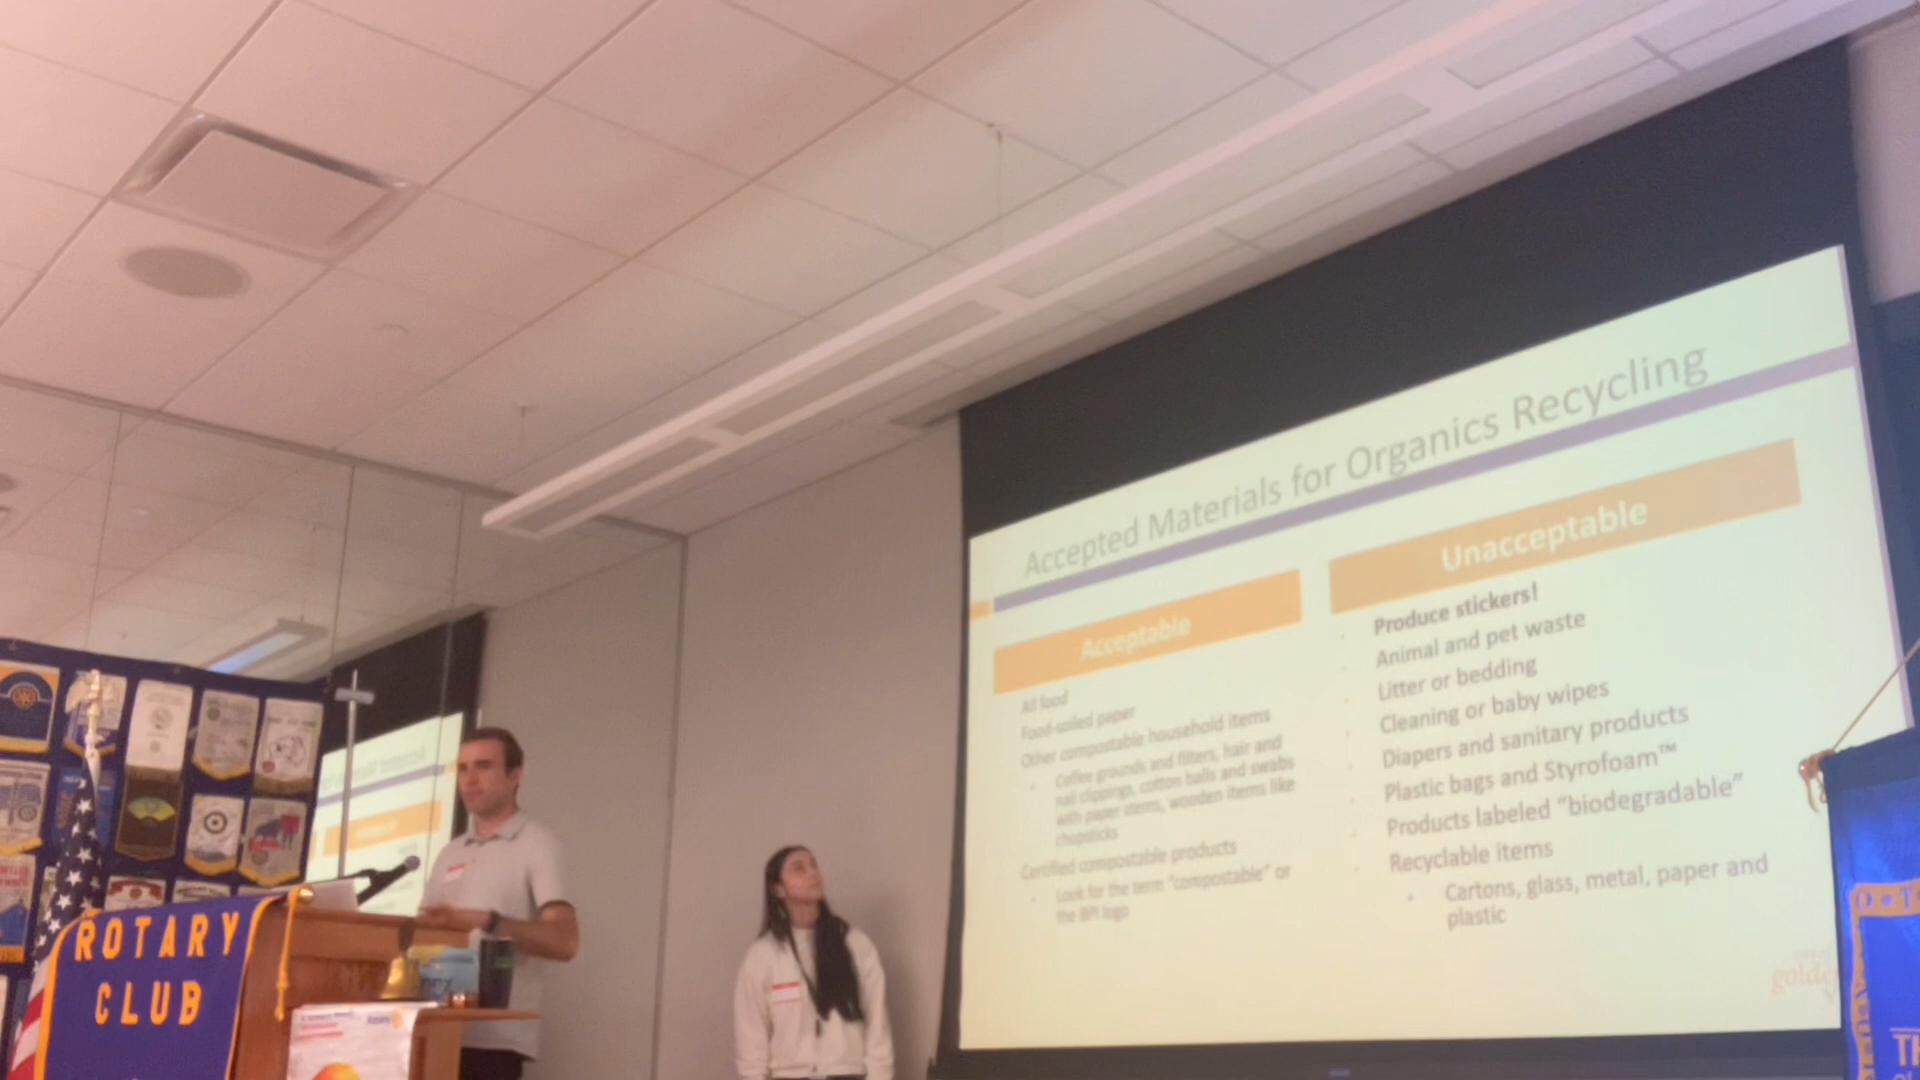 Accepted Materials for Organics Recycling
Acceptable
All food
Food-soiled paper
Other compostable household items
Coffee grounds and filters, hair and
nail clippings, cotton balls and swabs
with paper stems, wooden items like
chopsticks
Certified compostable products
Look for the term "compostable" or
the BPI logo
Unacceptable
Produce stickers!
Animal and pet waste
Litter or bedding
Cleaning or baby wipes
Diapers and sanitary products
Plastic bags and Styrofoam™
Products labeled “biodegradable”
Recyclable items
Cartons, glass, metal, paper and
plastic
ROTARY
CLUB